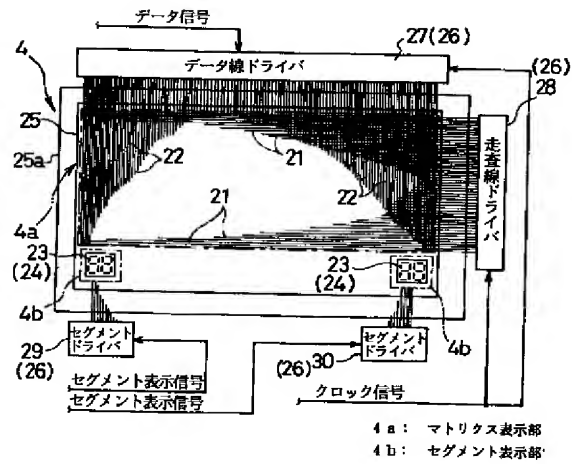 データ信号
27(26)
データ線ドライバ
(26)
28
4
25
25a
22
21
22
走査線ドライバ
4a
21
23
(24)
23
(24)
4b
4b
セグメント
ドライバ
29
(26)
セグメント
ドライバ
(26)
30
セグメント表示信号
セグメント表示信号
クロック信号
4a: マトリクス表示部
4b: セグメント表示部